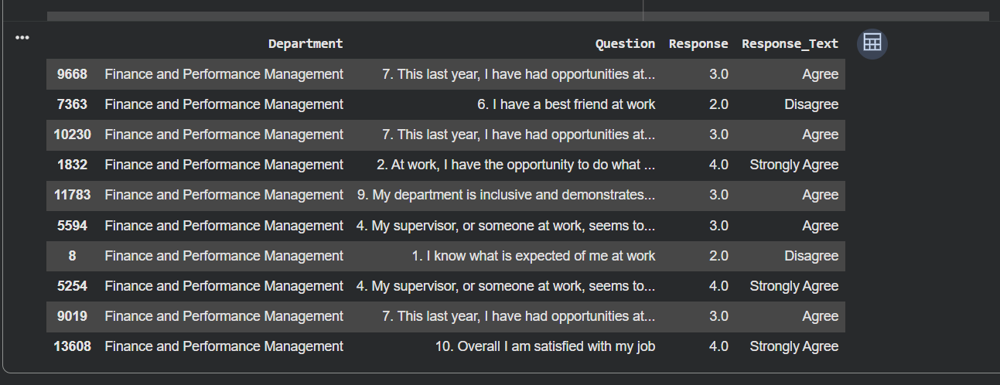 Department Question Response Response_Text
9668 Finance and Performance Management 7. This last year, I have had opportunities at... 3.0 Agree
7363 Finance and Performance Management 6. I have a best friend at work 2.0 Disagree
10230 Finance and Performance Management 7. This last year, I have had opportunities at... 3.0 Agree
1832 Finance and Performance Management 2. At work, I have the opportunity to do what ... 4.0 Strongly Agree
11783 Finance and Performance Management 9. My department is inclusive and demonstrates... 3.0 Agree
5594 Finance and Performance Management 4. My supervisor, or someone at work, seems to... 3.0 Agree
8 Finance and Performance Management 1. I know what is expected of me at work 2.0 Disagree
5254 Finance and Performance Management 4. My supervisor, or someone at work, seems to... 4.0 Strongly Agree
9019 Finance and Performance Management 7. This last year, I have had opportunities at... 3.0 Agree
13608 Finance and Performance Management 10. Overall I am satisfied with my job 4.0 Strongly Agree